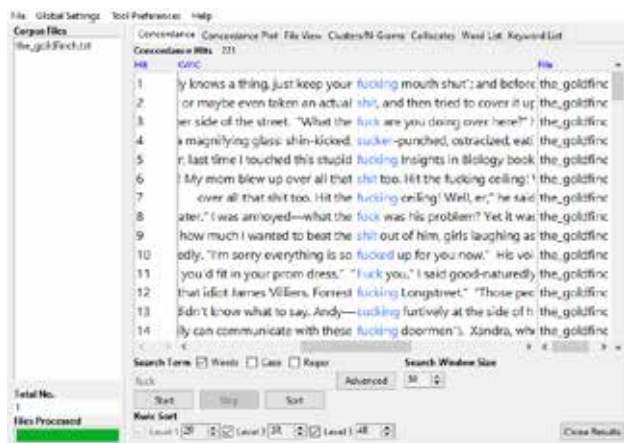 File Global Settings Tool Preferences Help
Corpus Files
the_goldfinch.txt
Concordance Concordance Plot File View Clusters/N-Grams Collocates Word List Keyword List
Concordance Hits 221
Hit KWIC File
1 ly knows a thing, just keep your fucking mouth shut"; and before the_goldfinc
2 or maybe even taken an actual shit, and then tried to cover it up the_goldfinc
3 er side of the street. "What the fuck are you doing over here?" the_goldfinc
4 a magnifying glass: shin-kicked, sucker-punched, ostracized, eati the_goldfinc
5 r, last time I touched this stupid fucking Insights in Biology book the_goldfinc
6 ! My mom blew up over all that shit too. Hit the fucking ceiling! the_goldfinc
7 over all that shit too. Hit the fucking ceiling! Well, er," he said the_goldfinc
8 ater." I was annoyed—what the fuck was his problem? Yet it was the_goldfinc
9 how much I wanted to beat the shit out of him, girls laughing as the_goldfinc
10 edly. "I'm sorry everything is so fucked up for you now." His voi the_goldfinc
11 you'd fit in your prom dress." "Fuck you," I said good-naturedly the_goldfinc
12 that idiot James Villiers. Forrest fucking Longstreet." "Those peo the_goldfinc
13 didn't know what to say. Andy—sucking furtively at the side of h the_goldfinc
14 lly can communicate with these fucking doormen"). Xandra, who the_goldfinc
Search Term Words Case Regex Search Window Size
fuck Advanced 50
Start Stop Sort
Total No.
1
Files Processed
Kwic Sort
Level 1 2R Level 2 3R Level 3 4R Clone Results